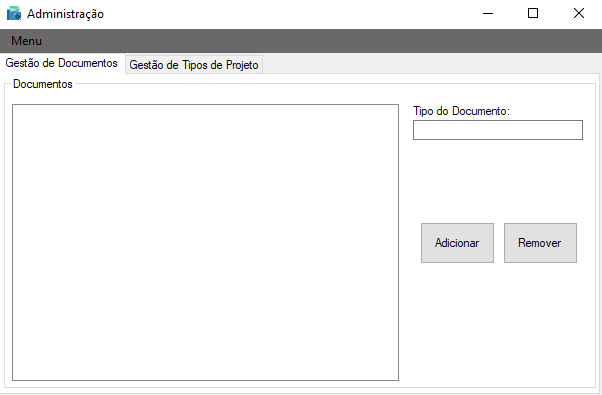 Administração
Menu
Gestão de Documentos
Gestão de Tipos de Projeto
Documentos
Tipo do Documento:
Adicionar
Remover